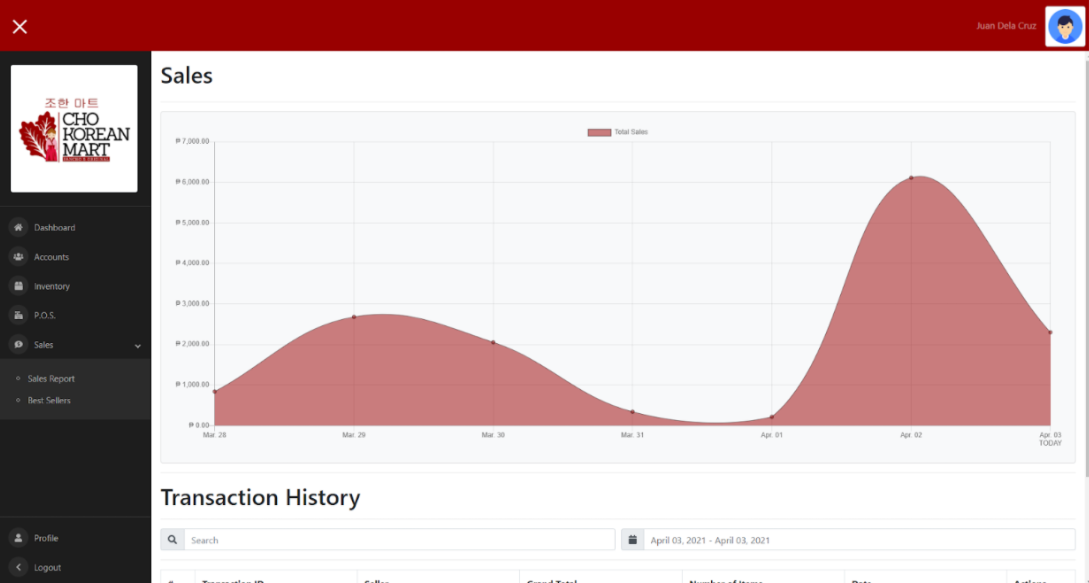 Juan Dela Cruz
조한 마트
CHO
KOREAN
MART
Dashboard
Accounts
Inventory
P.O.S.
Sales
Sales Report
Best Sellers
Profile
Logout
Sales
Total Sales
₱ 7,000.00
₱ 6,000.00
₱ 5,000.00
₱ 4,000.00
₱ 3,000.00
₱ 2,000.00
₱ 1,000.00
₱ 0.00
Mar. 28 Mar. 29 Mar. 30 Mar. 31 Apr. 01 Apr. 02 Apr. 03
TODAY
Transaction History
Search
April 03, 2021 - April 03, 2021
# Transaction ID Seller Grand Total Number of Items Date Actions